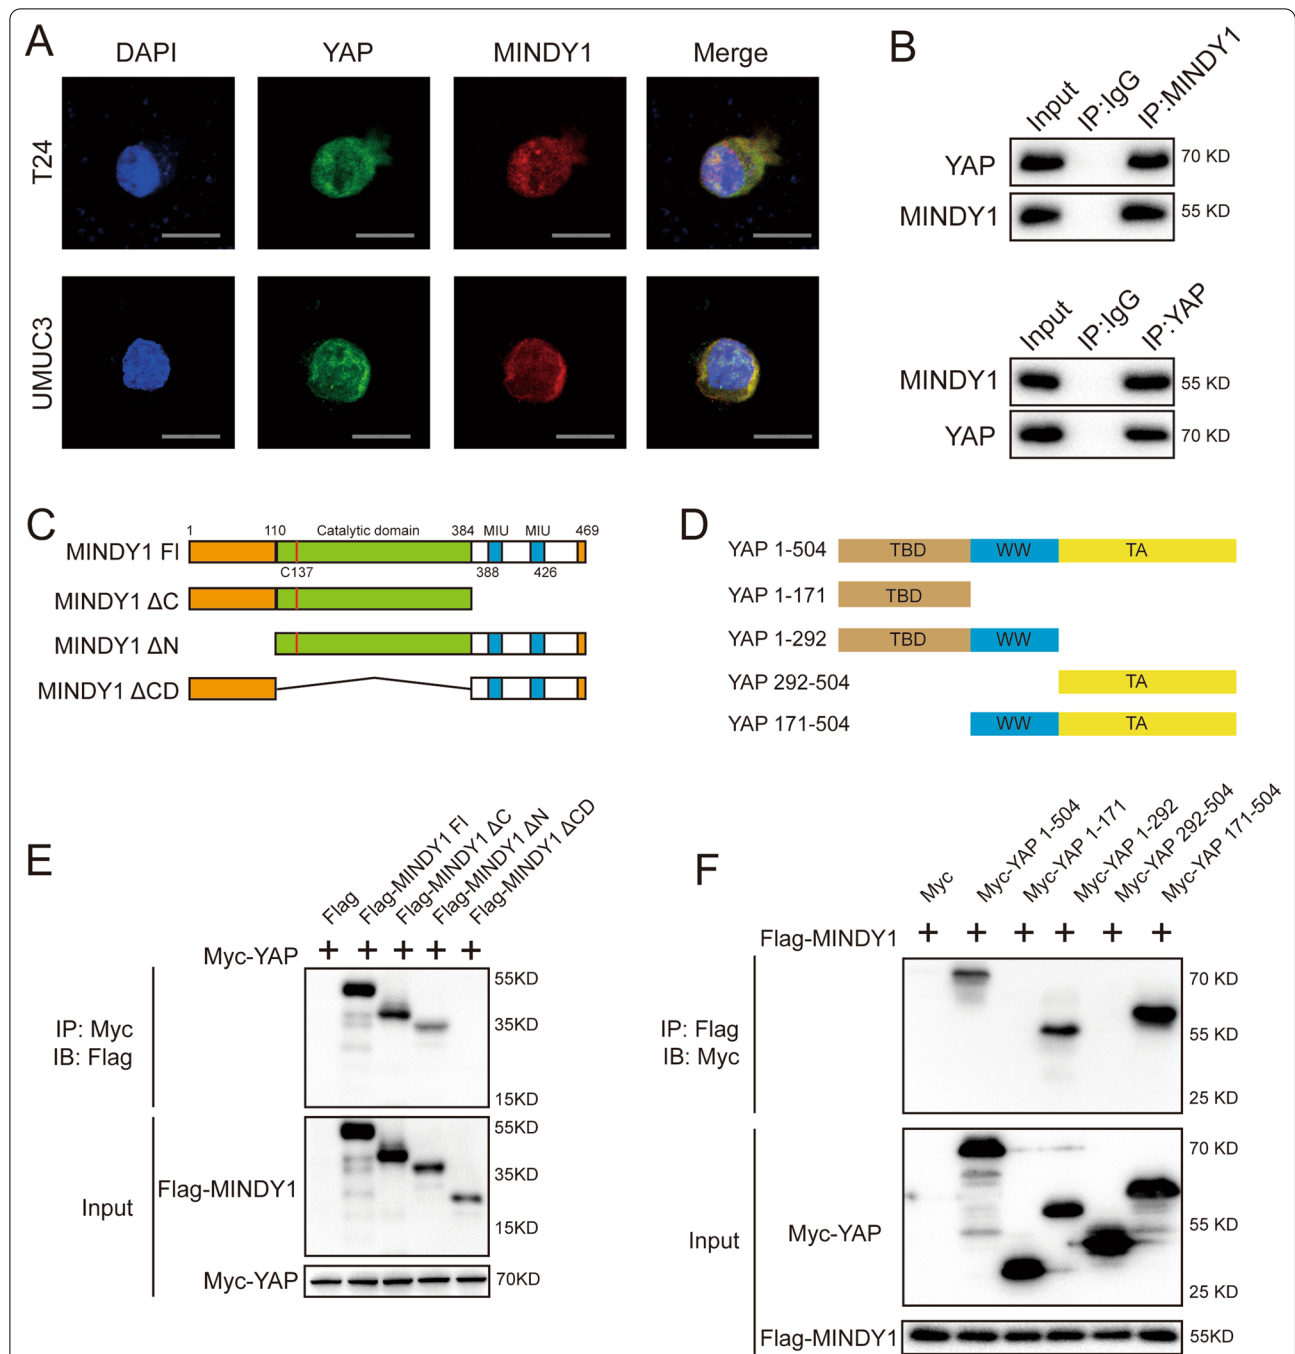 A
DAPI YAP MINDY1 Merge
T24
UMUC3
B
Input IP:IgG IP:MINDY1
YAP 70 KD
MINDY1 55 KD
Input IP:IgG IP:YAP
MINDY1 55 KD
YAP 70 KD
C
1 110 Catalytic domain 384 MIU MIU 469
MINDY1 FI
C137 388 426
MINDY1 ΔC
MINDY1 ΔN
MINDY1 ΔCD
D
YAP 1-504 TBD WW TA
YAP 1-171 TBD
YAP 1-292 TBD WW
YAP 292-504 TA
YAP 171-504 WW TA
E
Flag Flag-MINDY1 FI Flag-MINDY1 ΔC Flag-MINDY1 ΔN Flag-MINDY1 ΔCD
Myc-YAP + + + + +
55KD
IP: Myc
IB: Flag
35KD
15KD
55KD
Flag-MINDY1
35KD
15KD
Input
Myc-YAP 70KD
F
Myc Myc-YAP 1-504 Myc-YAP 1-171 Myc-YAP 1-292 Myc-YAP 292-504 Myc-YAP 171-504
Flag-MINDY1 + + + + + +
70 KD
IP: Flag
IB: Myc
55 KD
25 KD
70 KD
Myc-YAP
55 KD
25 KD
Input
Flag-MINDY1 55KD